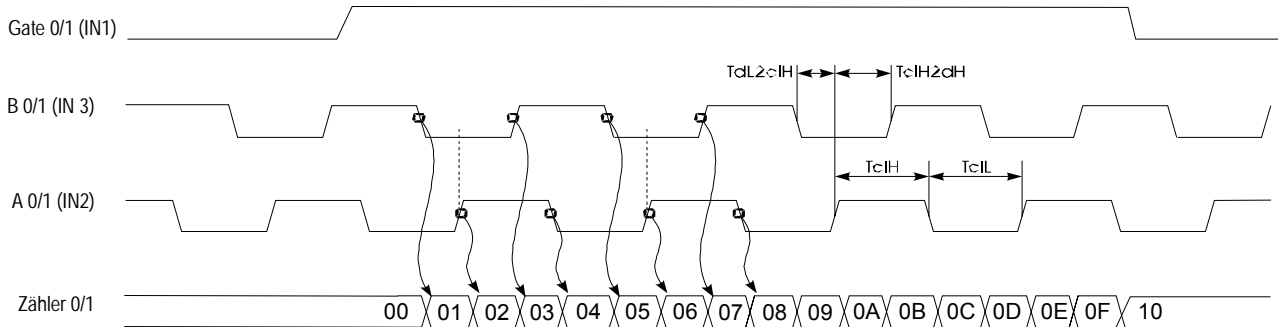 Gate 0/1 (IN1)
TdL2clH TclH2dH
B 0/1 (IN 3)
TclH TclL
A 0/1 (IN2)
Zähler 0/1 00 01 02 03 04 05 06 07 08 09 0A 0B 0C 0D 0E 0F 10